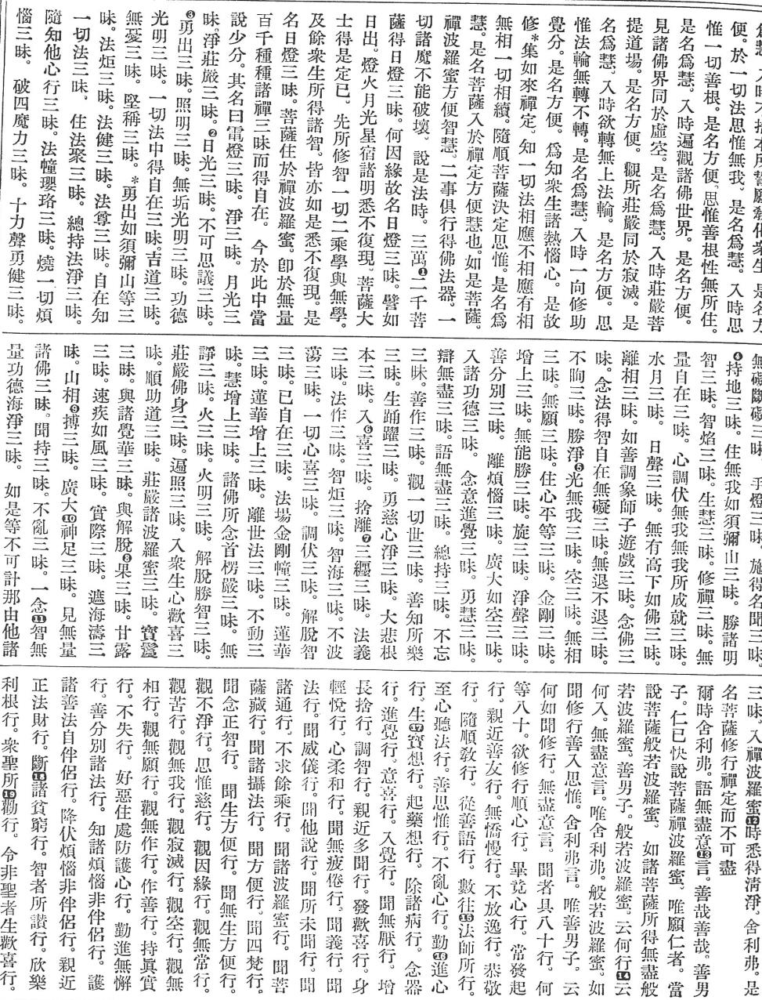 便。於一切法思惟無我。是名爲慧。入時思
惟一切善根。是名方便。思惟善根性無所住。
是名爲慧。入時遍觀諸佛世界。是名方便。
見諸佛界同於虛空。是名爲慧。入時莊嚴菩
提道場。是名方便。觀所莊嚴同於寂滅。是
名爲慧。入時欲轉無上法輪。是名方便。思
惟法輪無轉不轉。是名爲慧。入時一向修助
覺分。是名方便。爲知衆生諸熱惱心。是故
修*集如來禪定。知一切法相應不相應有相
無相一切相續。隨順菩薩決定思惟。是名爲
慧。是名菩薩入於禪定方便慧也。如是菩薩。
禪波羅蜜方便智慧。二事俱行得佛法器。一
切諸魔不能破壞。說是法時。三萬❶二千菩
薩得日燈三昧。何因緣故名日燈三昧。譬如
日出。燈火月光星宿諸明悉不復現。菩薩大
士得是定已。先所修智一切二乘學與無學。
及餘衆生所得諸智。皆亦如是悉不復現。是
名日燈三昧。菩薩住於禪波羅蜜。卽於無量
百千種種諸禪三昧而得自在。今於此中當
說少分。其名曰電燈三昧。淨三昧。月光三
昧。淨莊嚴三昧。❷日光三昧。不可思議三昧。
❸勇出三昧。照明三昧。無垢光明三昧。功德
光明三昧。一切法中得自在三昧。吉道三昧。
無憂三昧。堅稱三昧。*勇出如須彌山等三
昧。法炬三昧。法健三昧。法尊三昧。自在知
一切法三昧。住法聚三昧。總持法淨三昧。
隨知他心行三昧。法幢瓔珞三昧。燒一切煩
惱三昧。破四魔力三昧。十力聲勇健三昧。
無礙斷礙三昧。手燈三昧。施得名聞三昧。
❹持地三昧。住無我如須彌山三昧。勝諸明
智三昧。智焰三昧。生慧三昧。修禪三昧。無
量自在三昧。心調伏無我無我所成就三昧。
水月三昧。日聲三昧。無有高下如佛三昧。
離相三昧。如善調象師子遊戲三昧。念佛三
昧。念法得智自在無礙三昧。無退不退三昧。
不眴三昧。勝淨❺光無我三昧。空三昧。無相
三昧。無願三昧。住心平等三昧。金剛三昧。
增上三昧。無能勝三昧。旋三昧。淨聲三昧。
善分別三昧。離煩惱三昧。廣大如空三昧。
入諸功德三昧。念意進覺三昧。勇慧三昧。
辯無盡三昧。語無盡三昧。總持三昧。不忘
三昧。善作三昧。觀一切世三昧。善知所樂
三昧。生踊躍三昧。勇慈心淨三昧。大悲根
本三昧。入❻喜三昧。捨離❼三纒三昧。法義
三昧。法作三昧。智炬三昧。智海三昧。不波
蕩三昧。一切心喜三昧。調伏三昧。解脫智
三昧。已自在三昧。法場金剛幢三昧。蓮華
三昧。蓮華增上三昧。離世法三昧。不動三
昧。慧增上三昧。諸佛所念首楞嚴三昧。無
諍三昧。火三昧。火明三昧。解脫勝智三昧。
莊嚴佛身三昧。遍照三昧。入衆生心歡喜三
昧。順助道三昧。莊嚴諸波羅蜜三昧。寶鬘
三昧。與諸覺華三昧。與解脫❽果三昧。甘露
三昧。速疾如風三昧。實際三昧。遮海濤三
昧。山相❾搏三昧。廣大❿神足三昧。見無量
諸佛三昧。聞持三昧。不亂三昧。一念⓫智無
量功德海淨三昧。如是等不可計那由他諸
三昧。入禪波羅蜜⓬時悉得淸淨。舍利弗。是
名菩薩修行禪定而不可盡
爾時舍利弗。語無盡意⓭言。善哉善哉。善男
子。仁已快說菩薩禪波羅蜜。唯願仁者。當
說菩薩般若波羅蜜。如諸菩薩所得無盡般
若波羅蜜。善男子。般若波羅蜜。云何行⓮云
何入。無盡意言。唯舍利弗。般若波羅蜜。如
聞修行善入思惟。舍利弗言。唯善男子。云
何如聞修行。無盡意言。聞者具八十行。何
等八十。欲修行順心行。畢竟心行。常發起
行。親近善友行。無憍慢行。不放逸行。恭敬
行。隨順敎行。從善語行。數往⓯法師所行。
至心聽法行。善思惟行。不亂心行。勤⓰進心
行。生⓱寶想行。起藥想行。除諸病行。念器
行。進覺行。意喜行。入覺行。聞無厭行。增
長捨行。調智行。親近多聞行。發歡喜行。身
輕悅行。心柔和行。聞無疲倦行。聞義行。聞
法行。聞威儀行。聞他說行。聞所未聞行。聞
諸通行。不求餘乘行。聞諸波羅蜜行。聞菩
薩藏行。聞諸攝法行。聞方便行。聞四梵行。
聞念正智行。聞生方便行。聞無生方便行。
觀不淨行。思惟慈行。觀因緣行。觀無常行。
觀苦行。觀無我行。觀寂滅行。觀空行。觀無
相行。觀無願行。觀無作行。作善行。持眞實
行。不失行。好惡住處防護心行。勤進無懈
行。善分別諸法行。知諸煩惱非伴侶行。護
諸善法自伴侶行。降伏煩惱非伴侶行。親近
正法財行。斷⓲諸貧窮行。智者所讚行。欣樂
利根行。衆聖所⓳勸行。令非聖者生歡喜行。